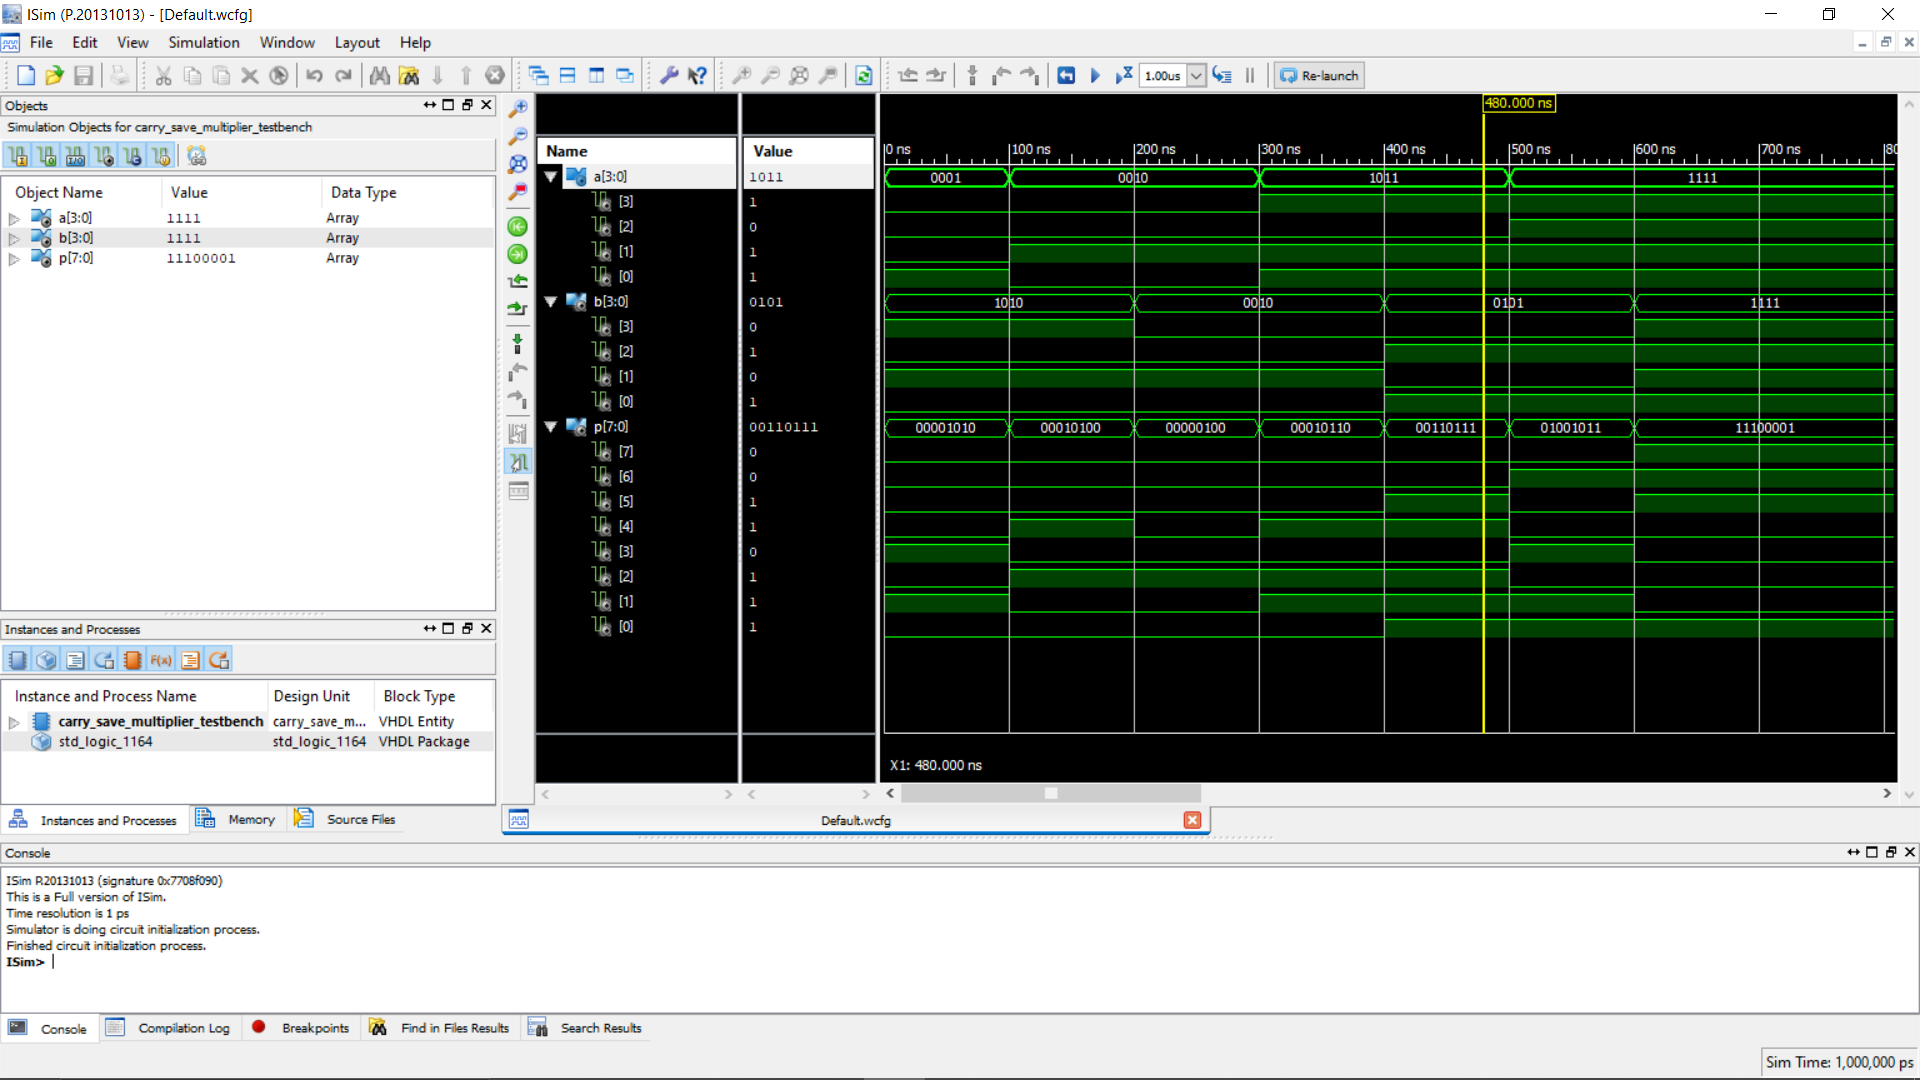 ISim (P.20131013) - [Default.wcfg]
File Edit View Simulation Window Layout Help
1.00us Re-launch
Objects
Simulation Objects for carry_save_multiplier_testbench
Object Name Value Data Type
a[3:0] 1111 Array
b[3:0] 1111 Array
p[7:0] 11100001 Array
Instances and Processes
F(x)
Instance and Process Name Design Unit Block Type
carry_save_multiplier_testbench carry_save_m... VHDL Entity
std_logic_1164 std_logic_1164 VHDL Package
Instances and Processes Memory Source Files
480.000 ns
Name Value
0 ns 100 ns 200 ns 300 ns 400 ns 500 ns 600 ns 700 ns 80
a[3:0] 1011 0001 0010 1011 1111
[3] 1
[2] 0
[1] 1
[0] 1
b[3:0] 0101 1010 0010 0101 1111
[3] 0
[2] 1
[1] 0
[0] 1
p[7:0] 00110111 00001010 00010100 00000100 00010110 00110111 01001011 11100001
[7] 0
[6] 0
[5] 1
[4] 1
[3] 0
[2] 1
[1] 1
[0] 1
X1: 480.000 ns
Default.wcfg
Console
ISim P.20131013 (signature 0x7708f090)
This is a Full version of ISim.
Time resolution is 1 ps
Simulator is doing circuit initialization process.
Finished circuit initialization process.
ISim>
Console Compilation Log Breakpoints Find in Files Results Search Results
Sim Time: 1,000,000 ps